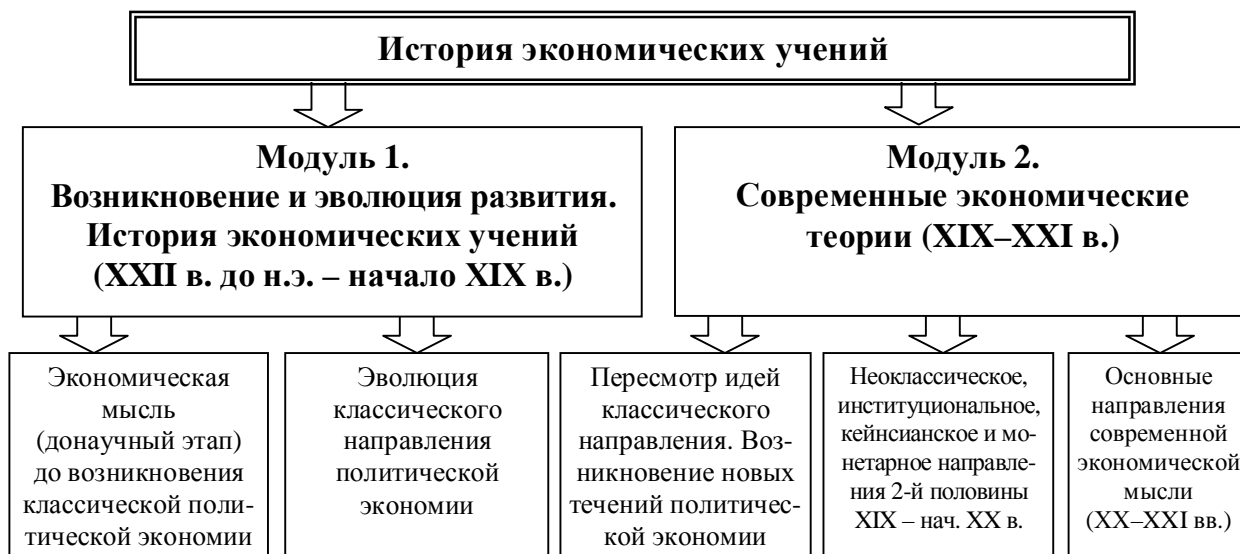 История экономических учений
Модуль 1.
Возникновение и эволюция развития.
История экономических учений
(XXII в. до н.э. – начало XIX в.)
Модуль 2.
Современные экономические
теории (XIX–XXI в.)
Экономическая
мысль
(донаучный этап)
до возникновения
классической поли-
тической экономии
Эволюция
классического
направления
политической
экономии
Пересмотр идей
классического
направления. Воз-
никновение новых
течений политичес-
кой экономии
Неоклассическое,
институциональное,
кейнсианское и мо-
нетарное направле-
ния 2-й половины
XIX – нач. XX в.
Основные
направления
современной
экономической
мысли
(XX–XXI вв.)